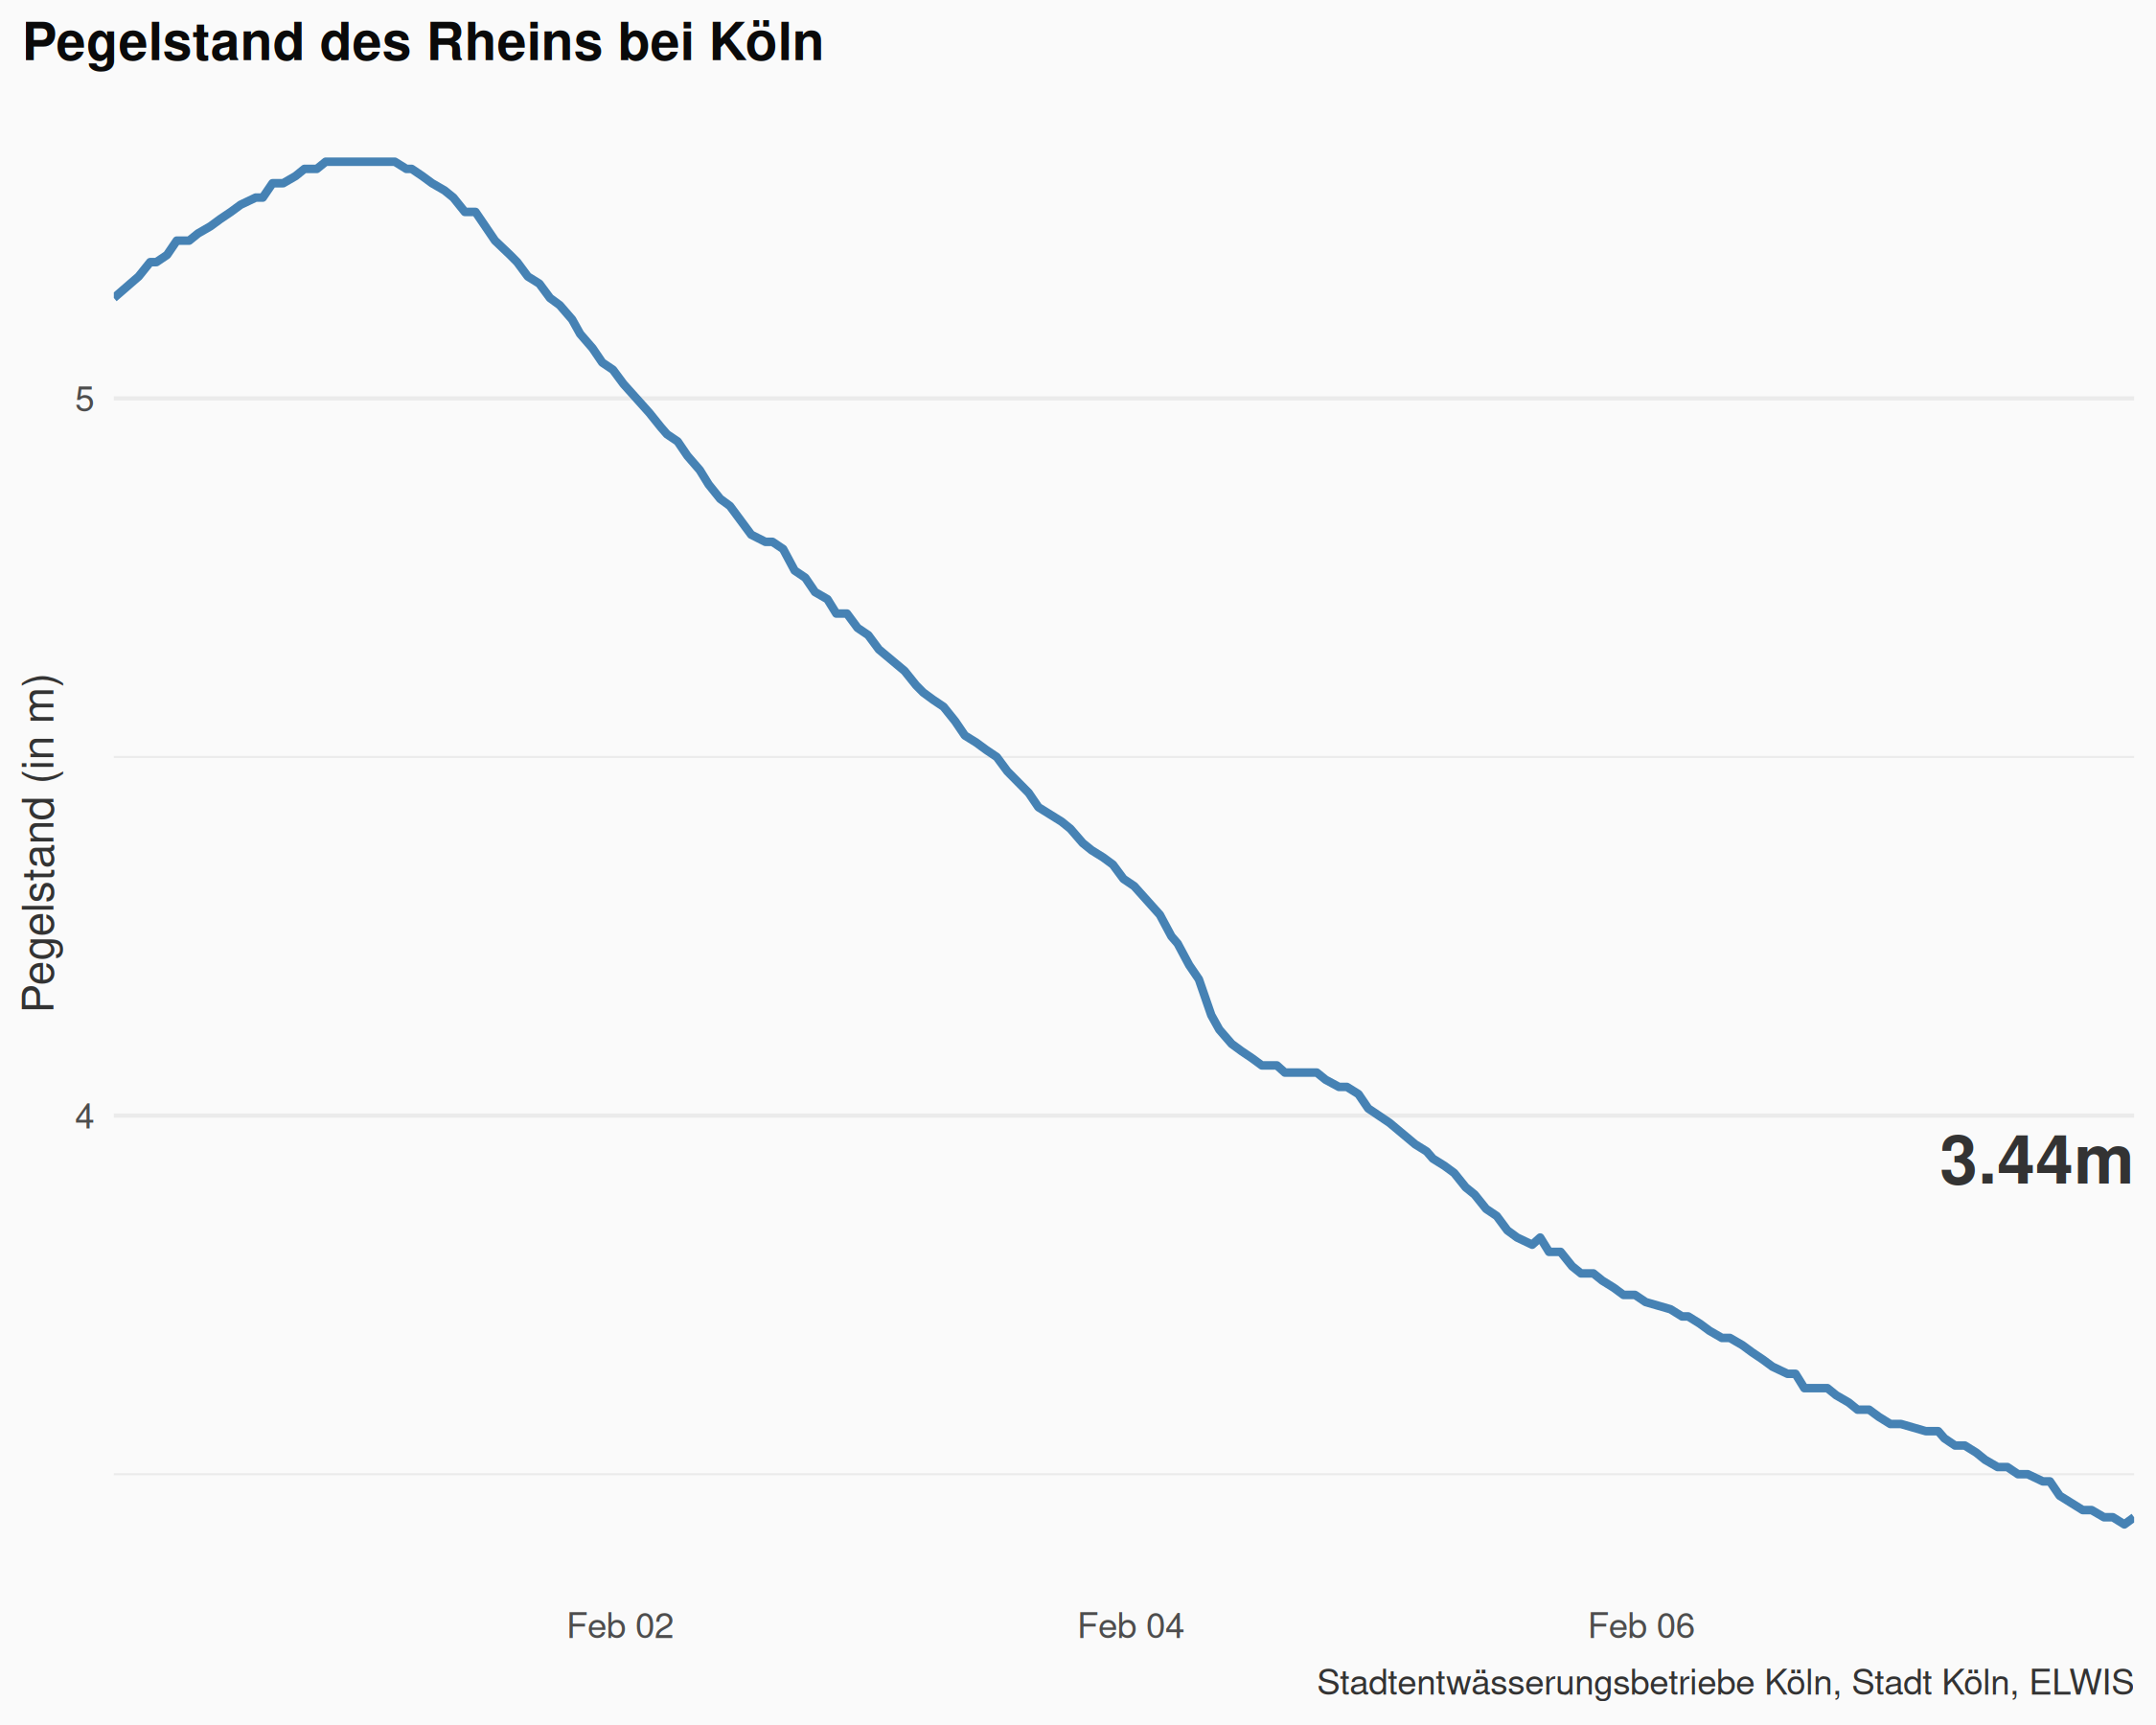 Pegelstand des Rheins bei Köln
Pegelstand (in m)
5
4
3.44m
Feb 02
Feb 04
Feb 06
Stadtentwässerungsbetriebe Köln, Stadt Köln, ELWIS